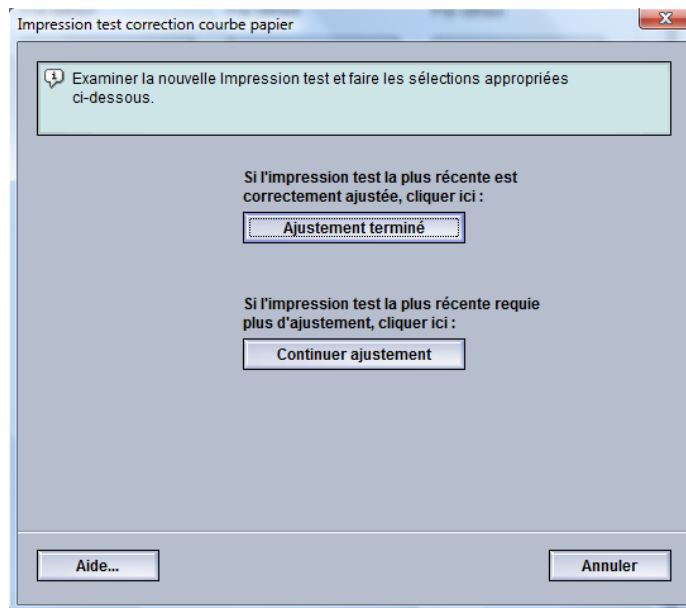 Impression test correction courbe papier
Examiner la nouvelle Impression test et faire les sélections appropriées
ci-dessous.
Si l'impression test la plus récente est
correctement ajustée, cliquer ici :
Ajustement terminé
Si l'impression test la plus récente requie
plus d'ajustement, cliquer ici :
Continuer ajustement
Aide...
Annuler